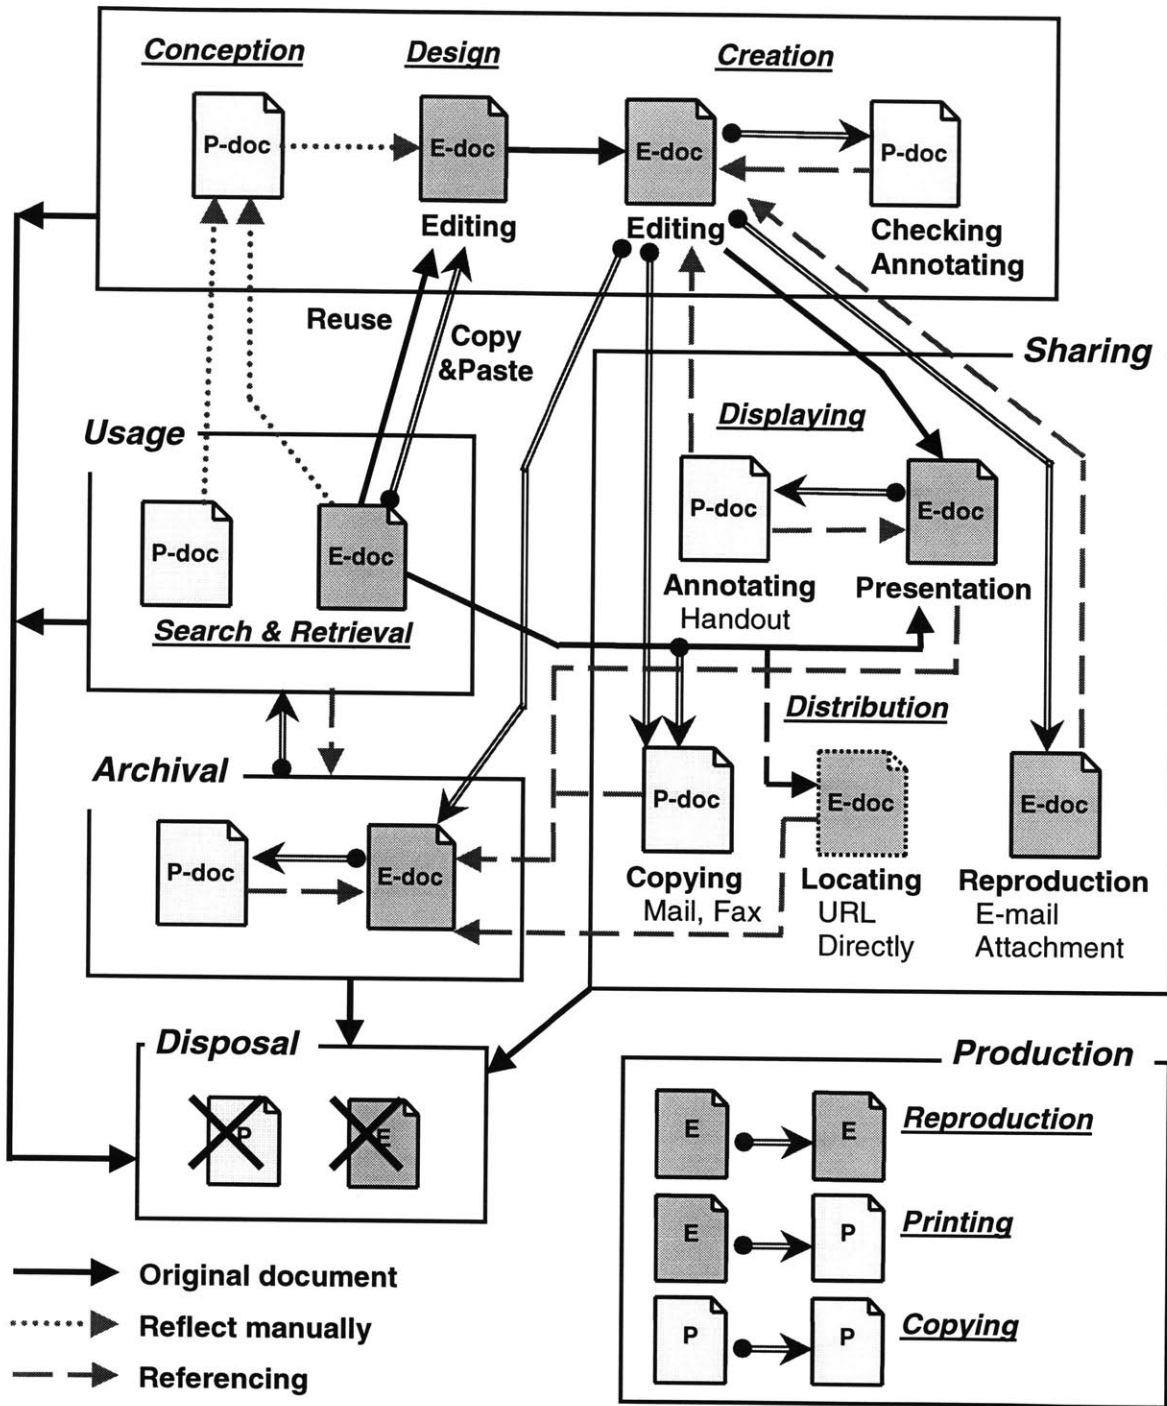 Conception
Design
Creation
P-doc
E-doc
E-doc
P-doc
Editing
Editing
Checking
Annotating
Reuse
Copy
&Paste
Sharing
Usage
Displaying
P-doc
E-doc
P-doc
E-doc
Search & Retrieval
Annotating
Handout
Presentation
Distribution
Archival
P-doc
E-doc
P-doc
E-doc
E-doc
Copying
Mail, Fax
Locating
URL
Directly
Reproduction
E-mail
Attachment
Disposal
P
E
Production
E
E
Reproduction
E
P
Printing
P
P
Copying
Original document
Reflect manually
Referencing